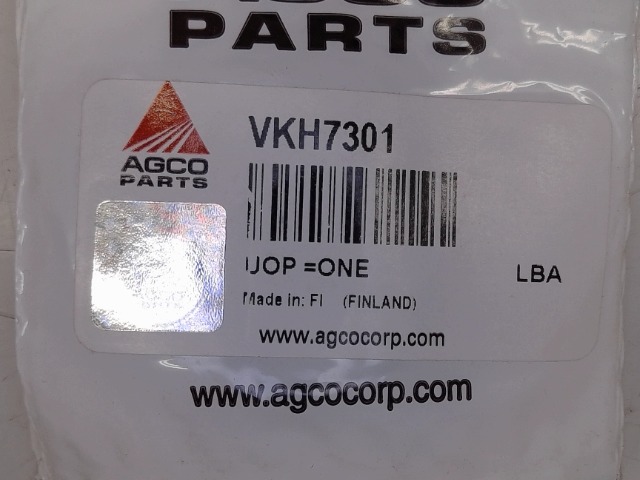 PARTS
AGCO
PARTS
VKH7301
UOP =ONE
LBA
Made in: FI (FINLAND)
www.agcocorp.com
www.agcocorp.com